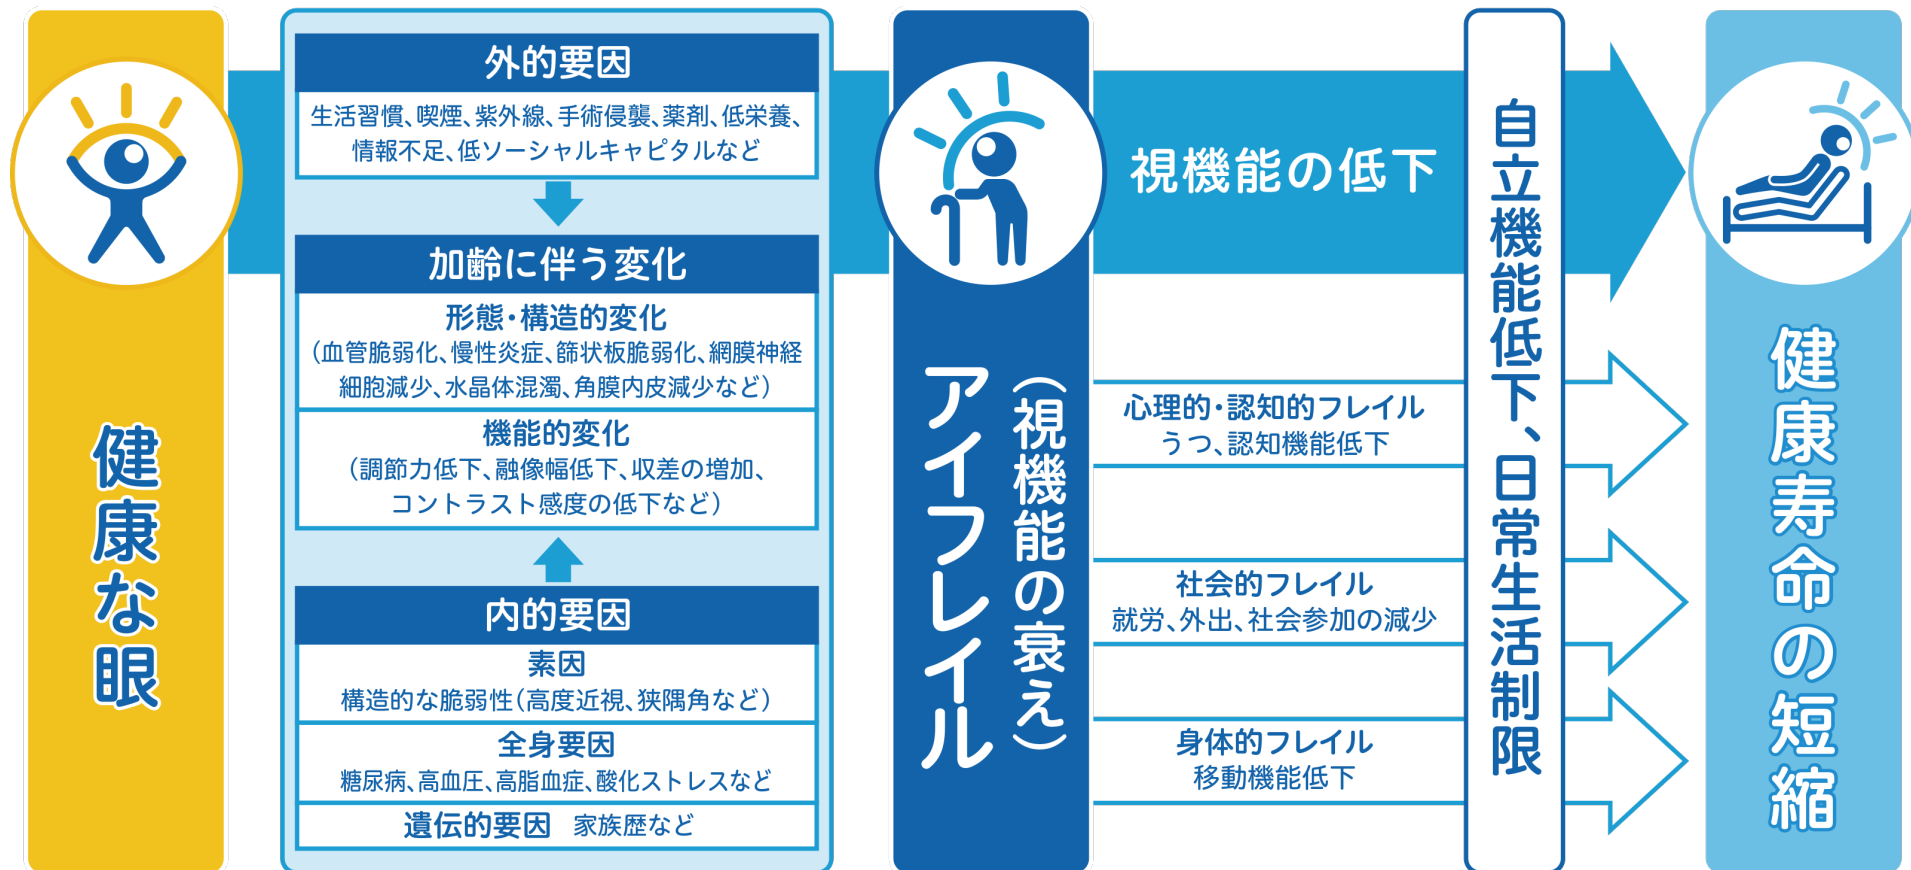 健康な眼
外的要因
生活習慣、喫煙、紫外線、手術侵襲、薬剤、低栄養、
情報不足、低ソーシャルキャピタルなど
加齢に伴う変化
形態・構造的変化
（血管脆弱化、慢性炎症、篩状板脆弱化、網膜神経
細胞減少、水晶体混濁、角膜内皮減少など）
機能的変化
（調節力低下、融像幅低下、収差の増加、
コントラスト感度の低下など）
内的要因
素因
構造的な脆弱性（高度近視、狭隅角など）
全身要因
糖尿病、高血圧、高脂血症、酸化ストレスなど
遺伝的要因　家族歴など
アイフレイル
（視機能の衰え）
視機能の低下
心理的・認知的フレイル
うつ、認知機能低下
社会的フレイル
就労、外出、社会参加の減少
身体的フレイル
移動機能低下
自立機能低下、日常生活制限
健康寿命の短縮